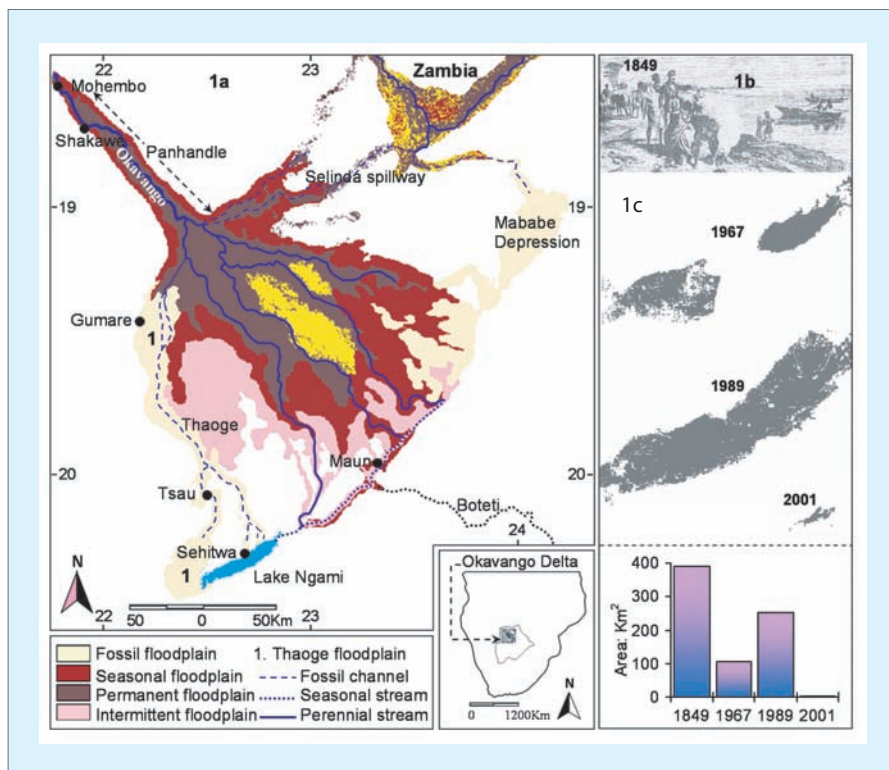 22
23
1a
Zambia
Mohembo
Shakawe
Okavango
Panhandle
Selinda spillway
19
Mababe
Depression
Gumare
1
Thaoge
Maun
20
20
Tsau
Boteti
24
Sehitwa
1
Lake Ngami
N
50
0
50Km
22
23
Fossil floodplain
Seasonal floodplain
Permanent floodplain
Intermittent floodplain
1. Thaoge floodplain
Fossil channel
Seasonal stream
Perennial stream
Okavango Delta
0
1200Km
N
1849
1b
1c
1967
1989
2001
Area: Km2
400
300
200
100
0
1849 1967 1989 2001